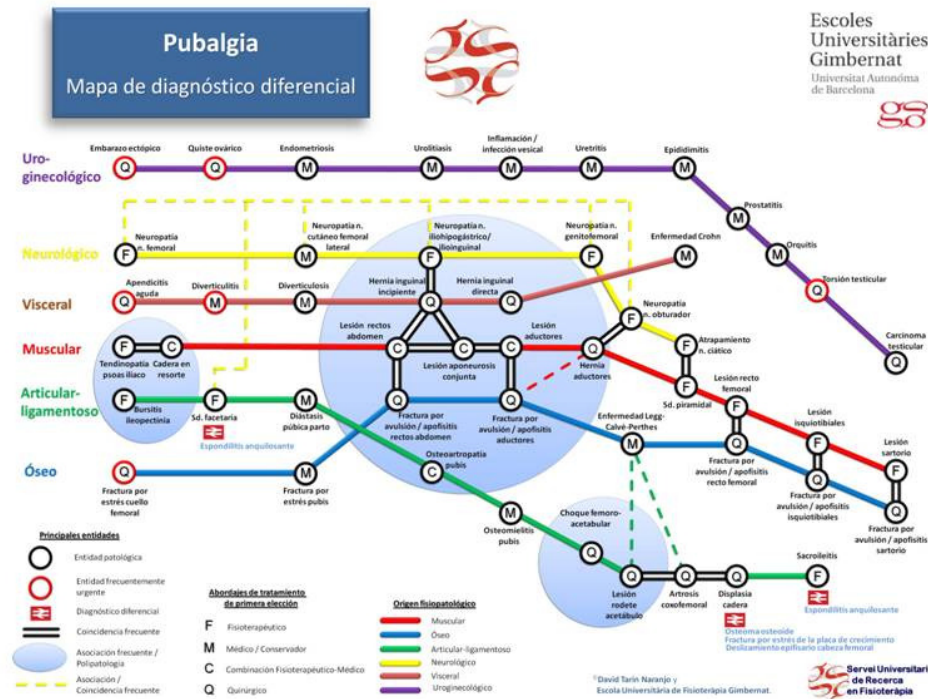 Pubalgia
Mapa de diagnóstico diferencial
Escoles
Universitàries
Gimbernat
Universitat Autonóma
de Barcelona
Uro-
ginecológico
Embarazo ectópico
Quiste ovárico
Endometriosis
Urolitiasis
Inflamación /
infección vesical
Uretritis
Epididimitis
Q
Q
M
M
M
M
M
Prostatitis
M
Orquitis
M
Torsión testicular
Q
Carcinoma
testicular
Q
Neurológico
Neuropatía
n. femoral
F
Neuropatía n.
cutáneo femoral
lateral
M
Neuropatía n.
iliohipogástrico/
ilioinguinal
F
Neuropatía n.
genitofemoral
F
Neuropatía
n. obturador
F
Atrapamiento
n. ciático
F
Visceral
Apendicitis
aguda
Q
Diverticulitis
M
Diverticulosis
M
Hernia inguinal
incipiente
Q
Hernia inguinal
directa
Q
Enfermedad Crohn
M
Muscular
F
C
Tendinopatía
psoas iliaco
Cadera en
resorte
Lesión rectos
abdomen
C
C
Lesión aponeurosis
conjunta
Lesión
aductores
C
Q
Hernia
aductores
F
Sd. piramidal
Lesión recto
femoral
F
Lesión
isquiotibiales
F
Lesión
sartorio
F
Articular-
ligamentoso
F
Bursitis
ileopectinia
F
Sd. facetaria
Espondilitis anquilosante
M
Diástasis
púbica parto
Osteoartropatía
pubis
C
M
Osteomielitis
pubis
Choque femoro-
acetabular
Q
Q
Lesión
rodete
acetábulo
Q
Artrosis
coxofemoral
Q
Displasia
cadera
Osteoma osteoide
Fractura por estrés de la placa de crecimiento
Deslizamiento epifisario cabeza femoral
Sacroileitis
F
Espondilitis anquilosante
Óseo
Q
Fractura por
estrés cuello
femoral
M
Fractura por
estrés pubis
Q
Fractura por
avulsión / apofisitis
rectos abdomen
Q
Fractura por
avulsión / apofisitis
aductores
Enfermedad Legg-
Calvé-Perthes
M
Q
Fractura por
avulsión / apofisitis
recto femoral
Q
Fractura por
avulsión / apofisitis
isquiotibiales
Q
Fractura por
avulsión / apofisitis
sartorio
Principales entidades
Entidad patológica
Entidad frecuentemente
urgente
Diagnóstico diferencial
Coincidencia frecuente
Asociación frecuente /
Polipatología
Asociación /
Coincidencia frecuente
Abordajes de tratamiento
de primera elección
F Fisioterapéutico
M Médico / Conservador
C Combinación Fisioterapéutico-Médico
Q Quirúrgico
Origen fisiopatológico
Muscular
Óseo
Articular-ligamentoso
Neurológico
Visceral
Uroginecológico
David Tarin Naranjo y
Escola Universitària de Fisioteràpia Gimbernat
Servei Universitari
de Recerca
en Fisioteràpia